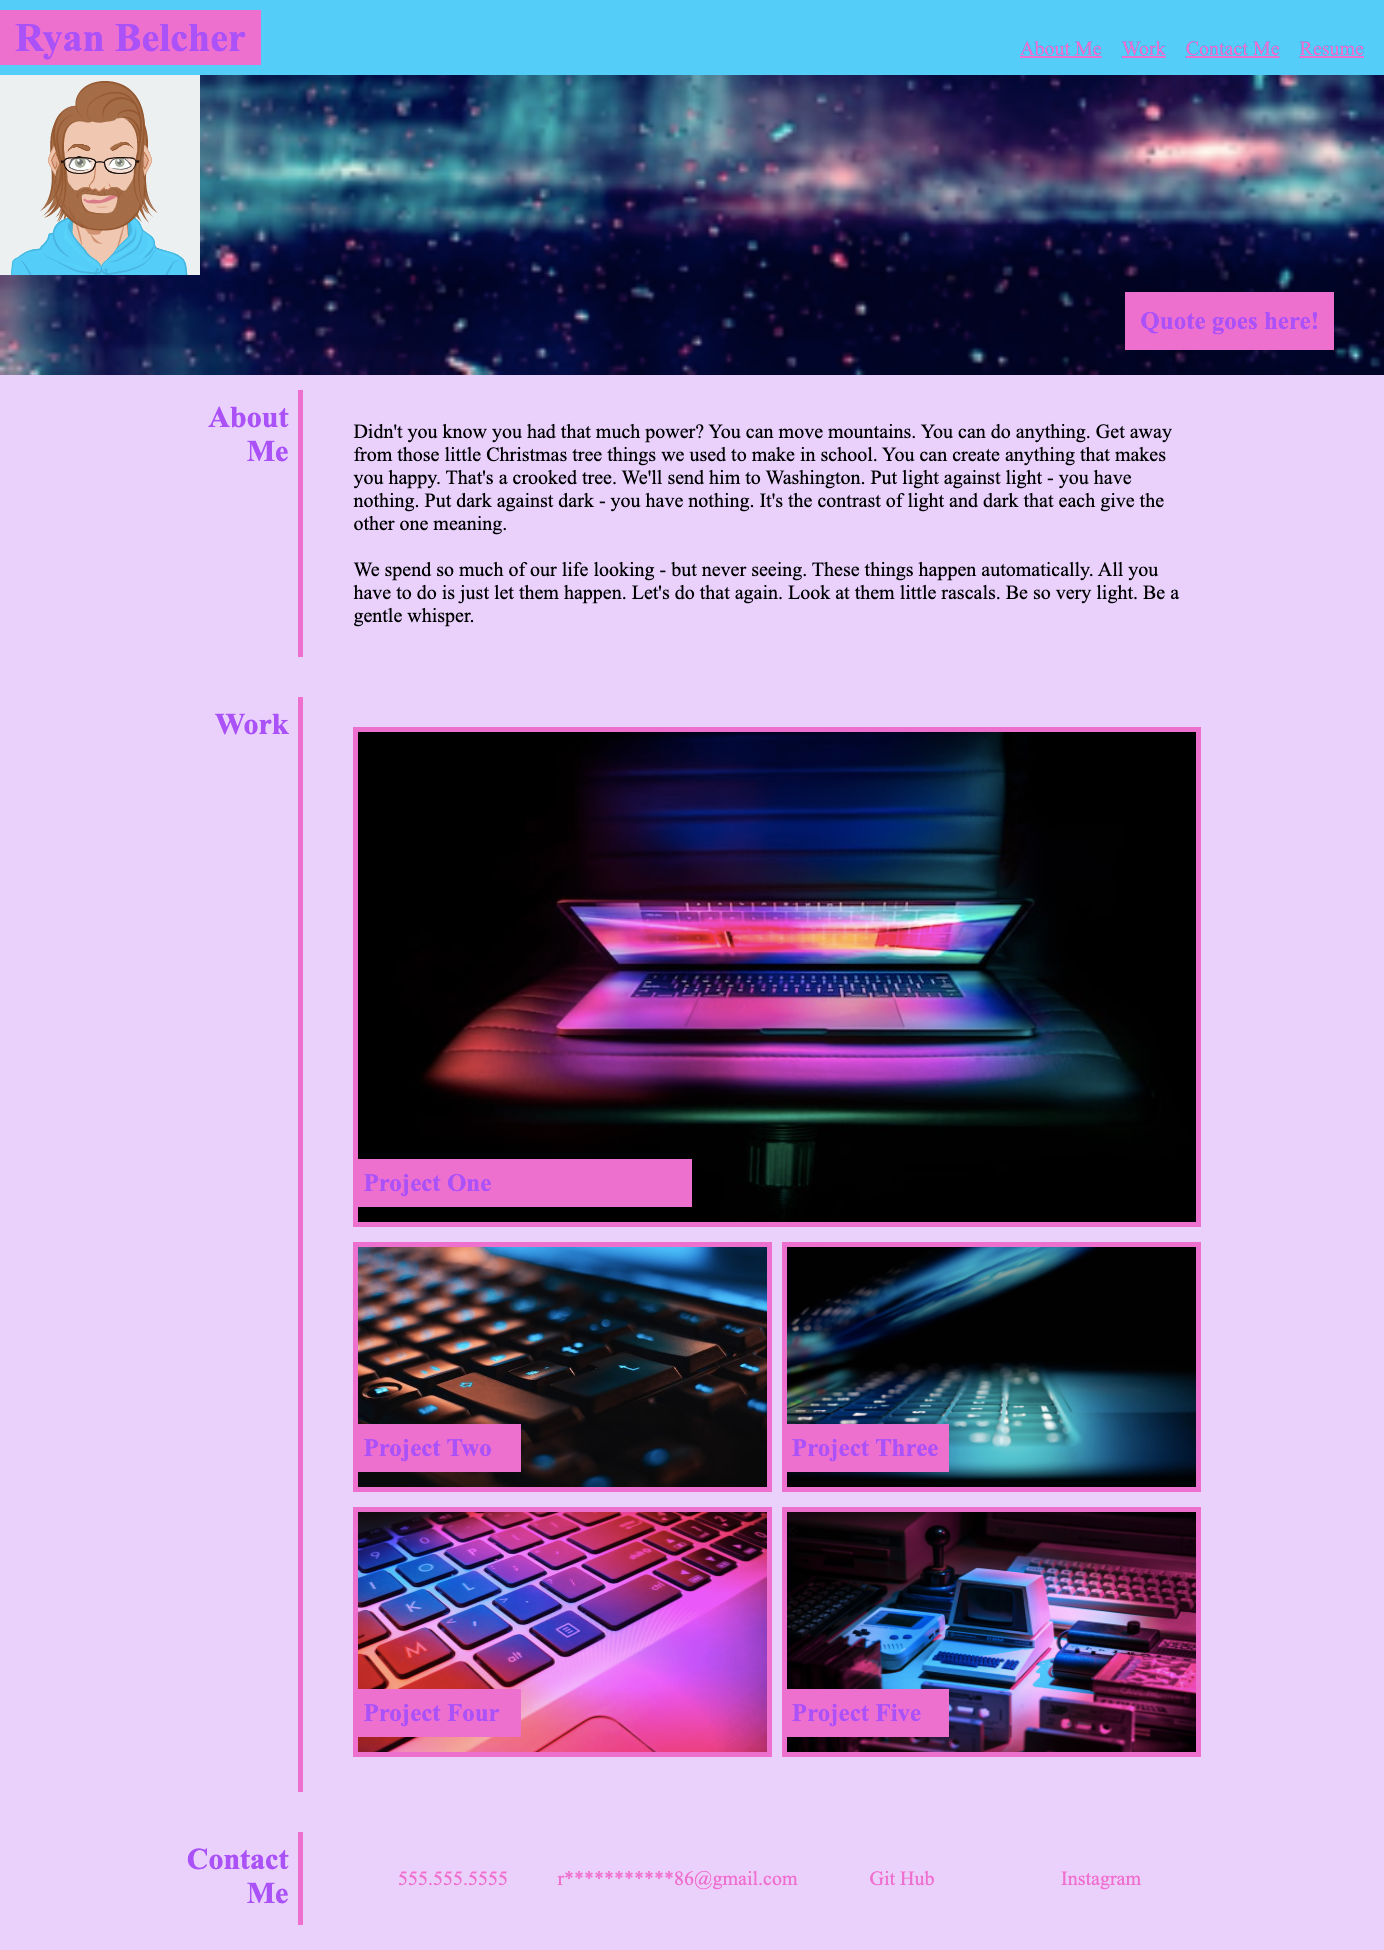 Ryan Belcher
About Me Work Contact Me Resume
Quote goes here!
About
Me
Didn't you know you had that much power? You can move mountains. You can do anything. Get away
from those little Christmas tree things we used to make in school. You can create anything that makes
you happy. That's a crooked tree. We'll send him to Washington. Put light against light - you have
nothing. Put dark against dark - you have nothing. It's the contrast of light and dark that each give the
other one meaning.
We spend so much of our life looking - but never seeing. These things happen automatically. All you
have to do is just let them happen. Let's do that again. Look at them little rascals. Be so very light. Be a
gentle whisper.
Work
Project One
Project Two
Project Three
Project Four
Project Five
Contact
Me
555.555.5555 r***********86@gmail.com Git Hub Instagram